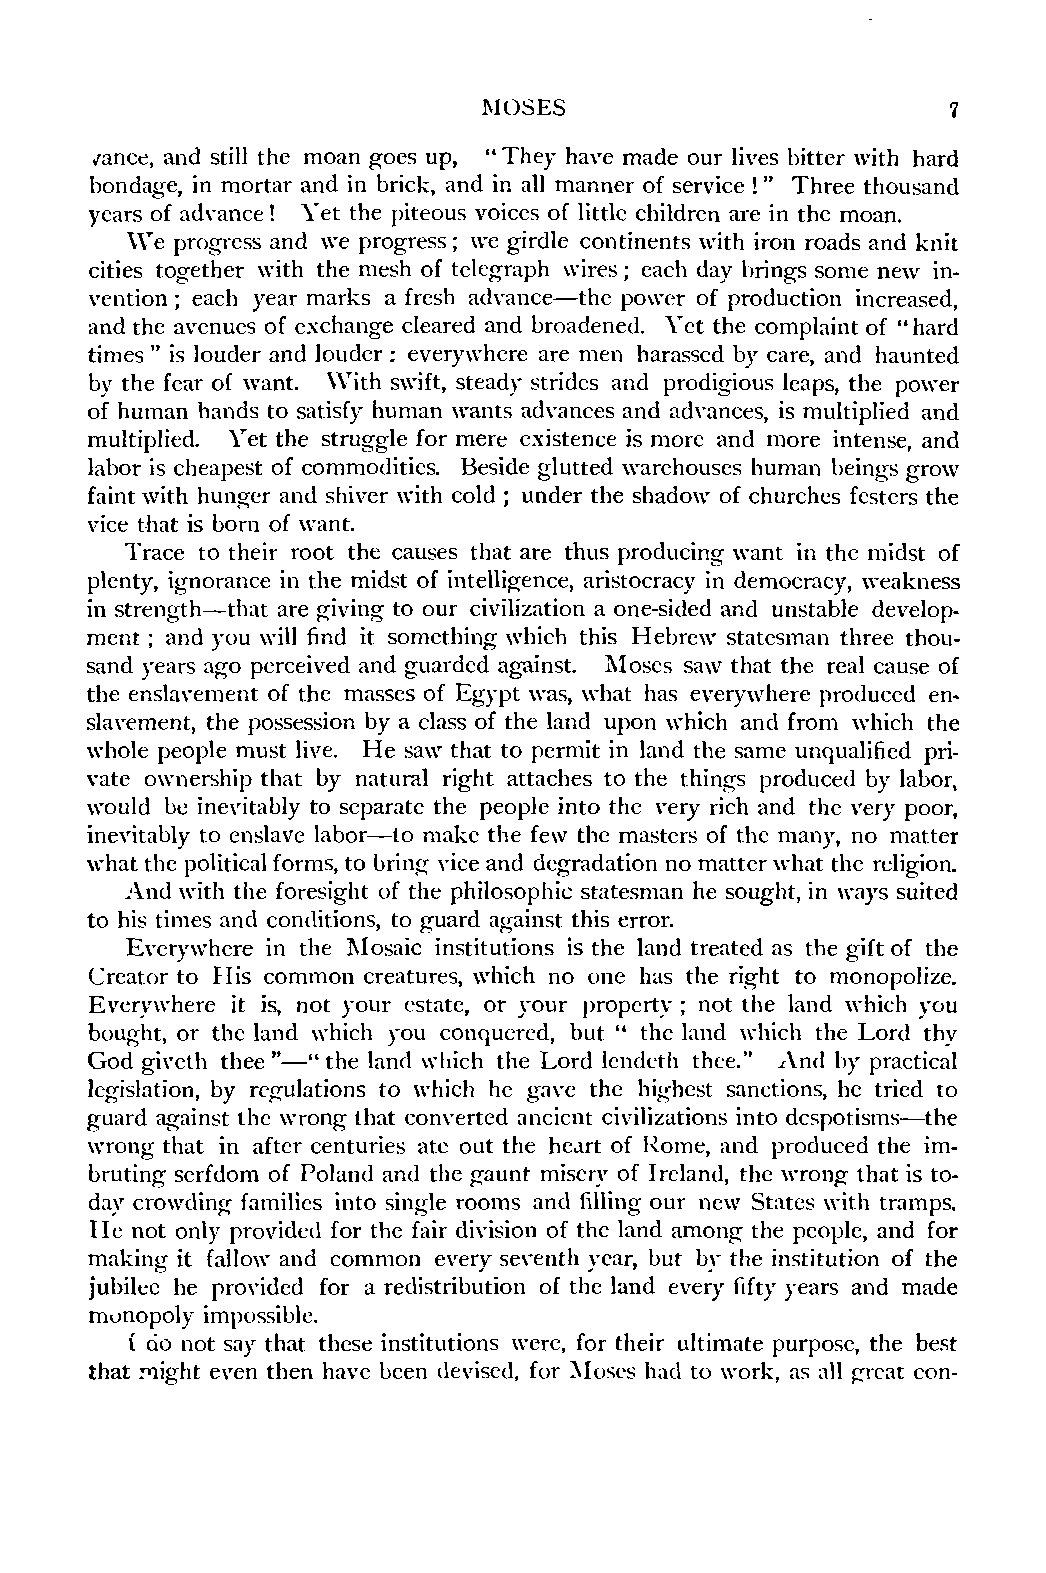 MOSES 7
vance, and still the moan goes up, "They have made our lives bitter with hard
bondage, in mortar and in brick, and in all manner of service!" Three thousand
years of advance! Yet the piteous voices of little children are in the moan.
We progress and we progress; we girdle continents with iron roads and knit
cities together with the mesh of telegraph wires; each day brings some new in-
vention; each year marks a fresh advance—the power of production increased,
and the avenues of exchange cleared and broadened. Yet the complaint of "hard
times" is louder and louder: everywhere are men harassed by care, and haunted
by the fear of want. With swift, steady strides and prodigious leaps, the power
of human hands to satisfy human wants advances and advances, is multiplied and
multiplied. Yet the struggle for mere existence is more and more intense, and
labor is cheapest of commodities. Beside glutted warehouses human beings grow
faint with hunger and shiver with cold; under the shadow of churches festers the
vice that is born of want.
Trace to their root the causes that are thus producing want in the midst of
plenty, ignorance in the midst of intelligence, aristocracy in democracy, weakness
in strength—that are giving to our civilization a one-sided and unstable develop-
ment; and you will find it something which this Hebrew statesman three thou-
sand years ago perceived and guarded against. Moses saw that the real cause of
the enslavement of the masses of Egypt was, what has everywhere produced en-
slavement, the possession by a class of the land upon which and from which the
whole people must live. He saw that to permit in land the same unqualified pri-
vate ownership that by natural right attaches to the things produced by labor,
would be inevitably to separate the people into the very rich and the very poor,
inevitably to enslave labor—to make the few the masters of the many, no matter
what the political forms, to bring vice and degradation no matter what the religion.
And with the foresight of the philosophic statesman he sought, in ways suited
to his times and conditions, to guard against this error.
Everywhere in the Mosaic institutions is the land treated as the gift of the
Creator to His common creatures, which no one has the right to monopolize.
Everywhere it is, not your estate, or your property; not the land which you
bought, or the land which you conquered, but "the land which the Lord thy
God giveth thee"—"the land which the Lord lendeth thee." And by practical
legislation, by regulations to which he gave the highest sanctions, he tried to
guard against the wrong that converted ancient civilizations into despotisms—the
wrong that in after centuries ate out the heart of Rome, and produced the im-
bruting serfdom of Poland and the gaunt misery of Ireland, the wrong that is to-
day crowding families into single rooms and filling our new States with tramps.
He not only provided for the fair division of the land among the people, and for
making it fallow and common every seventh year, but by the institution of the
jubilee he provided for a redistribution of the land every fifty years and made
monopoly impossible.
I do not say that these institutions were, for their ultimate purpose, the best
that might even then have been devised, for Moses had to work, as all great con-